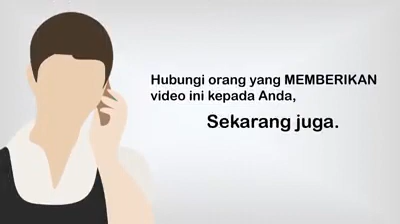 Hubungi orang yang MEMBERIKAN
video ini kepada Anda,
Sekarang juga.